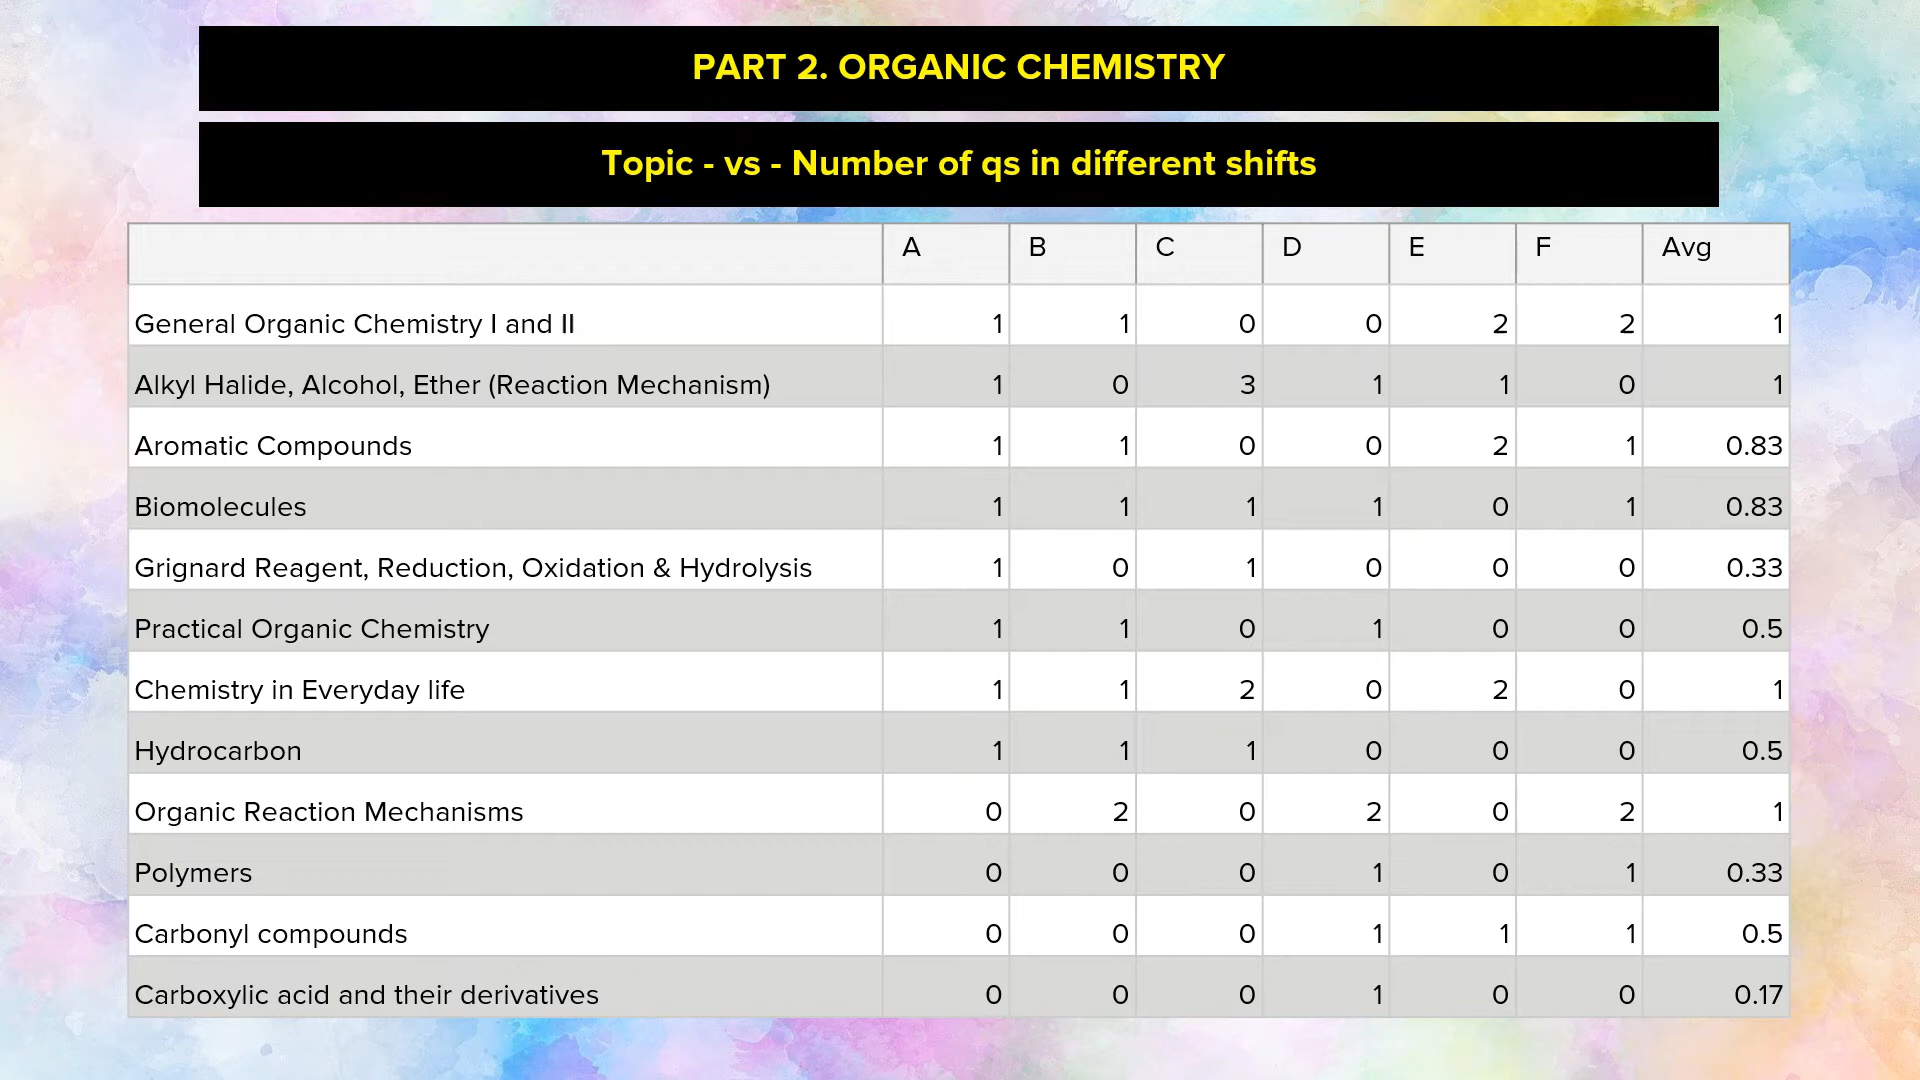 PART 2. ORGANIC CHEMISTRY
Topic - vs - Number of qs in different shifts
A B C D E F Avg
General Organic Chemistry I and II 1 1 0 0 2 2 1
Alkyl Halide, Alcohol, Ether (Reaction Mechanism) 1 0 3 1 1 0 1
Aromatic Compounds 1 1 0 0 2 1 0.83
Biomolecules 1 1 1 1 0 1 0.83
Grignard Reagent, Reduction, Oxidation & Hydrolysis 1 0 1 0 0 0 0.33
Practical Organic Chemistry 1 1 0 1 0 0 0.5
Chemistry in Everyday life 1 1 2 0 2 0 1
Hydrocarbon 1 1 1 0 0 0 0.5
Organic Reaction Mechanisms 0 2 0 2 0 2 1
Polymers 0 0 0 1 0 1 0.33
Carbonyl compounds 0 0 0 1 1 1 0.5
Carboxylic acid and their derivatives 0 0 0 1 0 0 0.17